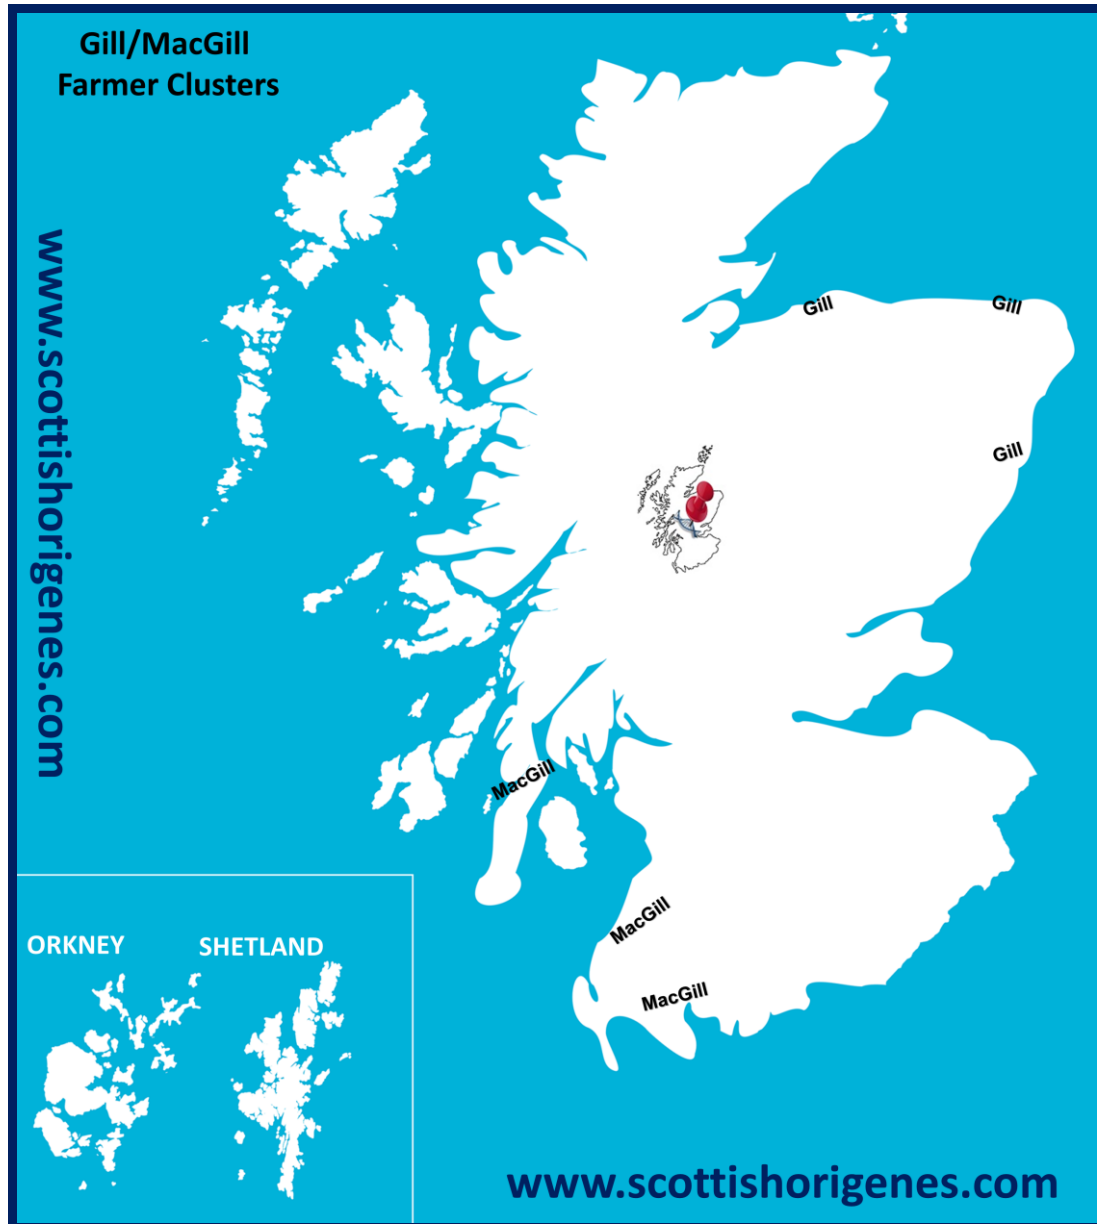 Gill/MacGill
Farmer Clusters
www.scottishorigenes.com
Gill
Gill
Gill
MacGill
MacGill
MacGill
ORKNEY
SHETLAND
www.scottishorigenes.com